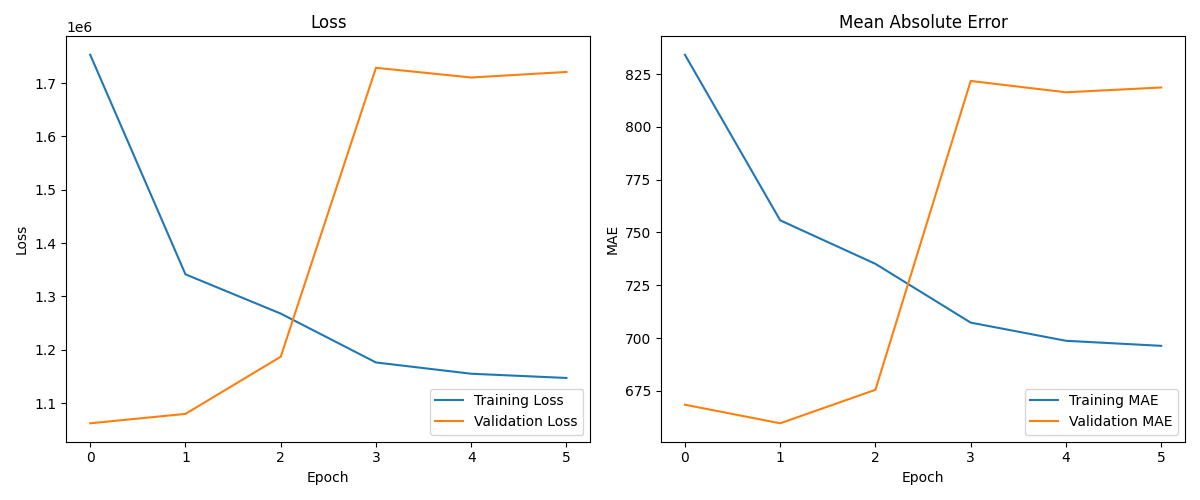 Loss
1e6
1.7
1.6
1.5
1.4
1.3
1.2
1.1
Loss
Training Loss
Validation Loss
0 1 2 3 4 5
Epoch
Mean Absolute Error
825
800
775
750
725
700
675
MAE
Training MAE
Validation MAE
0 1 2 3 4 5
Epoch